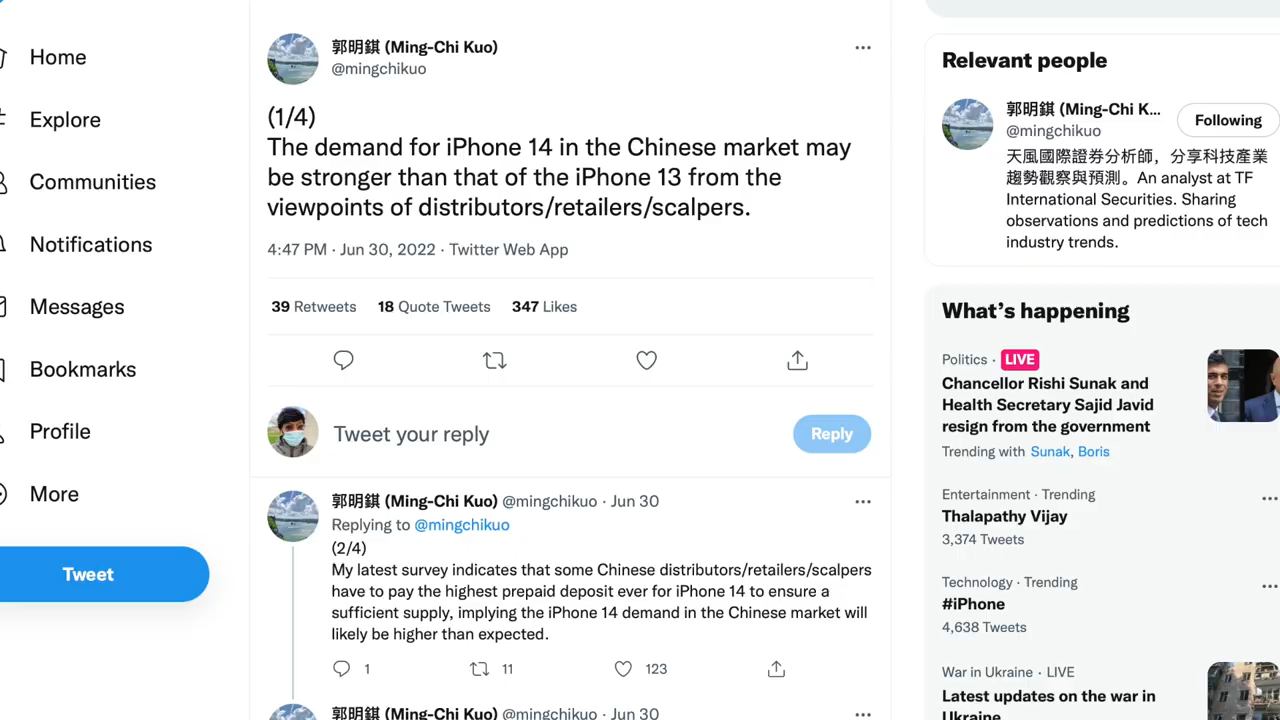 Home
Explore
Communities
Notifications
Messages
Bookmarks
Profile
More
Tweet
郭明錤 (Ming-Chi Kuo)
@mingchikuo
(1/4)
The demand for iPhone 14 in the Chinese market may
be stronger than that of the iPhone 13 from the
viewpoints of distributors/retailers/scalpers.
4:47 PM · Jun 30, 2022 · Twitter Web App
39 Retweets 18 Quote Tweets 347 Likes
Tweet your reply
Reply
郭明錤 (Ming-Chi Kuo) @mingchikuo · Jun 30
Replying to @mingchikuo
(2/4)
My latest survey indicates that some Chinese distributors/retailers/scalpers
have to pay the highest prepaid deposit ever for iPhone 14 to ensure a
sufficient supply, implying the iPhone 14 demand in the Chinese market will
likely be higher than expected.
1 11 123
郭明錤 (Ming-Chi Kuo) @mingchikuo · Jun 30
Relevant people
郭明錤 (Ming-Chi K...
@mingchikuo
Following
天風國際證券分析師，分享科技產業
趨勢觀察與預測。An analyst at TF
International Securities. Sharing
observations and predictions of tech
industry trends.
What's happening
Politics · LIVE
Chancellor Rishi Sunak and
Health Secretary Sajid Javid
resign from the government
Trending with Sunak, Boris
Entertainment · Trending
Thalapathy Vijay
3,374 Tweets
Technology · Trending
#iPhone
4,638 Tweets
War in Ukraine · LIVE
Latest updates on the war in
Ukraine